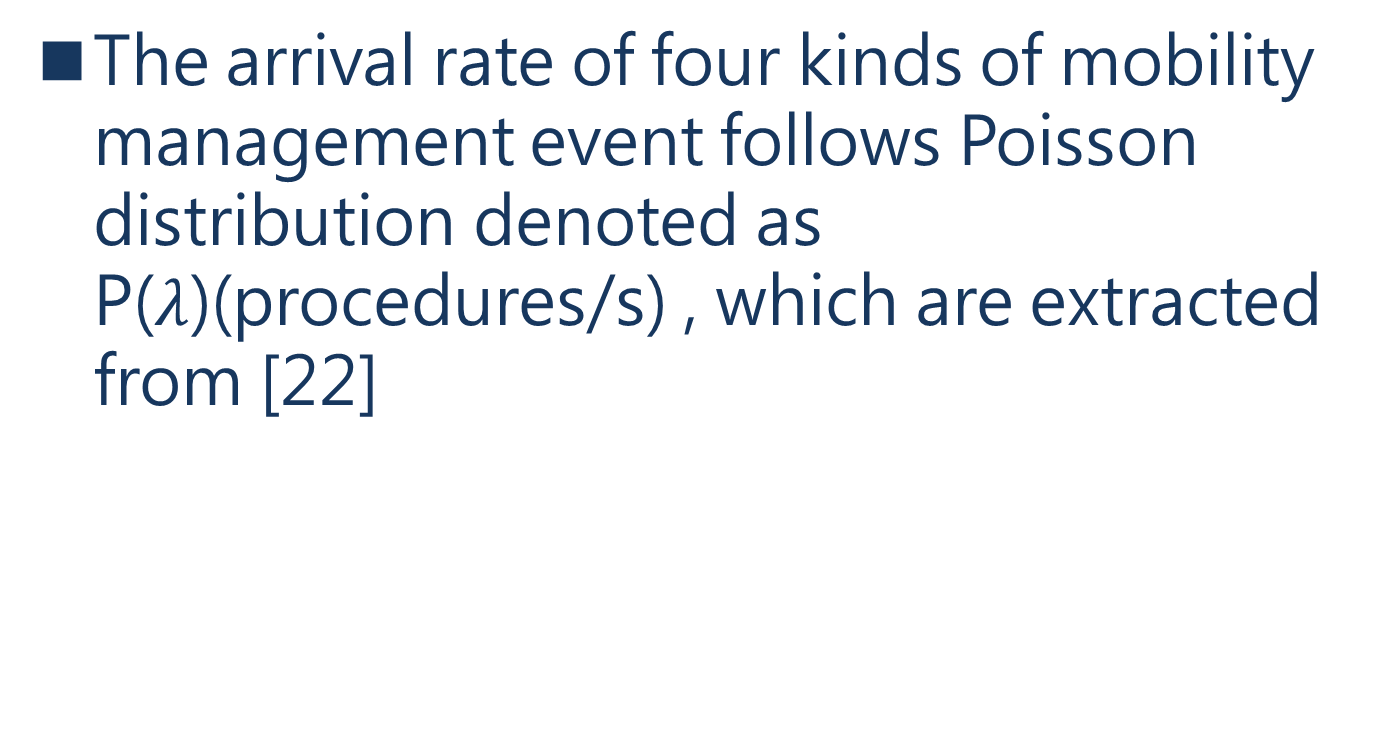 ■The arrival rate of four kinds of mobility
management event follows Poisson
distribution denoted as
P(𝜆)(procedures/s) , which are extracted
from [22]